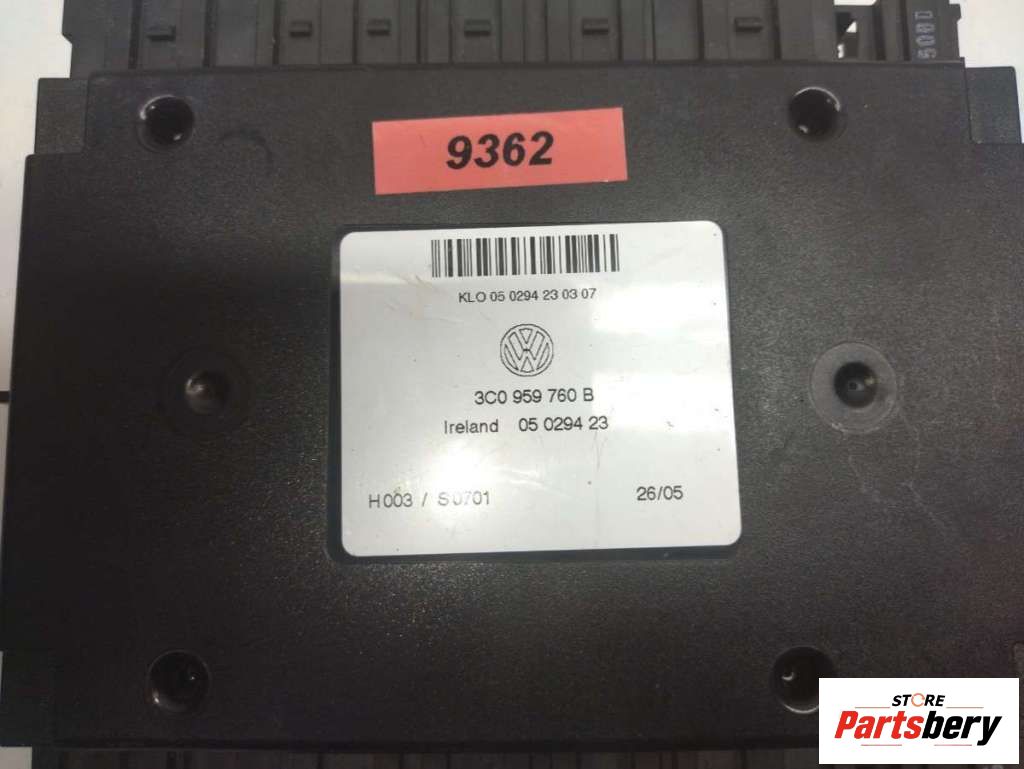 9362
KLO 05 0294 23 03 07
3C0 959 760 B
Ireland 05 0294 23
H003 / S0701
26/05
STORE
Partsbery